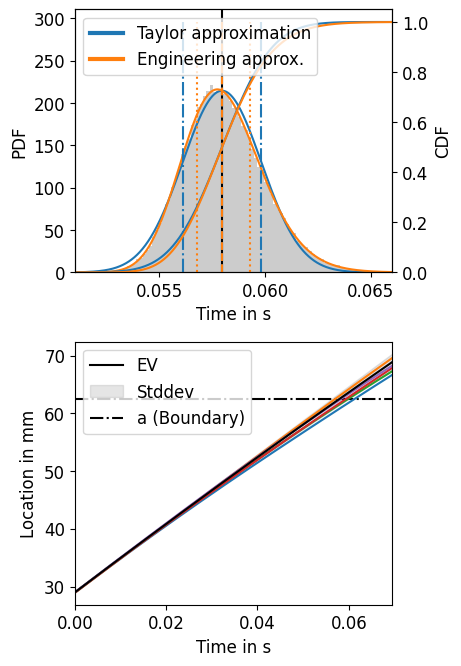 300
250
200
150
100
50
0
PDF
Taylor approximation
Engineering approx.
1.0
0.8
0.6
0.4
0.2
0.0
CDF
0.055 0.060 0.065
Time in s
70
60
50
40
30
Location in mm
EV
Stddev
a (Boundary)
0.00 0.02 0.04 0.06
Time in s